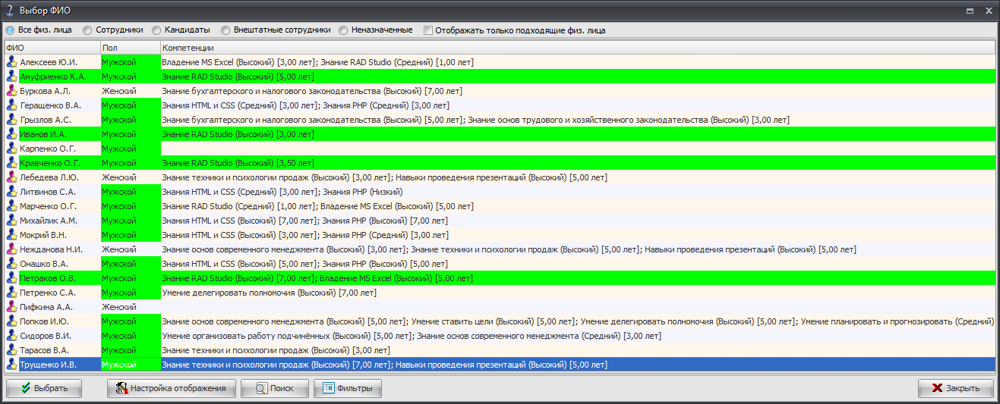 Выбор ФИО
Все физ. лица Сотрудники Кандидаты Внештатные сотрудники Неназначенные Отображать только подходящие физ. лица
ФИО Пол Компетенции
Алексеев Ю.И. Мужской Владение MS Excel (Высокий) [3,00 лет]; Знание RAD Studio (Средний) [1,00 лет]
Ануфриенко К.А. Мужской Знание RAD Studio (Высокий) [5,00 лет]
Буркова А.Л. Женский Знание бухгалтерского и налогового законодательства (Высокий) [7,00 лет]
Геращенко В.А. Мужской Знания HTML и CSS (Средний) [3,00 лет]; Знания PHP (Средний) [3,00 лет]
Грызлов А.С. Мужской Знание бухгалтерского и налогового законодательства (Высокий) [5,00 лет]; Знание основ трудового и хозяйственного законодательства (Высокий) [3,00 лет]
Иванов И.А. Мужской Знание RAD Studio (Высокий) [3,00 лет]
Карпенко О.Г. Мужской
Кравченко О.Г. Мужской Знание RAD Studio (Высокий) [3,50 лет]
Лебедева Л.Ю. Женский Знание техники и психологии продаж (Высокий) [3,00 лет]; Навыки проведения презентаций (Высокий) [5,00 лет]
Литвинов С.А. Мужской Знания HTML и CSS (Средний) [3,00 лет]; Знания PHP (Низкий)
Марченко О.Г. Мужской Знание RAD Studio (Средний) [1,00 лет]; Владение MS Excel (Высокий) [5,00 лет]
Михайлик А.М. Мужской Знания HTML и CSS (Высокий) [7,00 лет]; Знания PHP (Высокий) [7,00 лет]
Мокрий В.Н. Мужской Знания HTML и CSS (Высокий) [3,00 лет]; Знания PHP (Средний) [3,00 лет]
Нежданова Н.И. Женский Знание основ современного менеджмента (Высокий) [3,00 лет]; Знание техники и психологии продаж (Высокий) [5,00 лет]; Навыки проведения презентаций (Высокий) [5,00 лет]
Онашко В.А. Мужской Знания HTML и CSS (Высокий) [5,00 лет]; Знания PHP (Высокий) [5,00 лет]
Петраков О.В. Мужской Знание RAD Studio (Высокий) [7,00 лет]; Владение MS Excel (Высокий) [5,00 лет]
Петренко С.А. Мужской Умение делегировать полномочия (Высокий) [7,00 лет]
Пифкина А.А. Женский
Попков И.Ю. Мужской Знание основ современного менеджмента (Высокий) [5,00 лет]; Умение ставить цели (Высокий) [5,00 лет]; Умение делегировать полномочия (Высокий) [5,00 лет]; Умение планировать и прогнозировать (Средний)
Сидоров В.И. Мужской Умение организовать работу подчинённых (Высокий) [5,00 лет]; Знание основ современного менеджмента (Средний) [3,00 лет]
Тарасов В.А. Мужской Знание техники и психологии продаж (Высокий) [3,00 лет]
Трущенко И.В. Мужской Знание техники и психологии продаж (Высокий) [7,00 лет]; Навыки проведения презентаций (Высокий) [5,00 лет]
Выбрать Настройка отображения Поиск Фильтры Закрыть